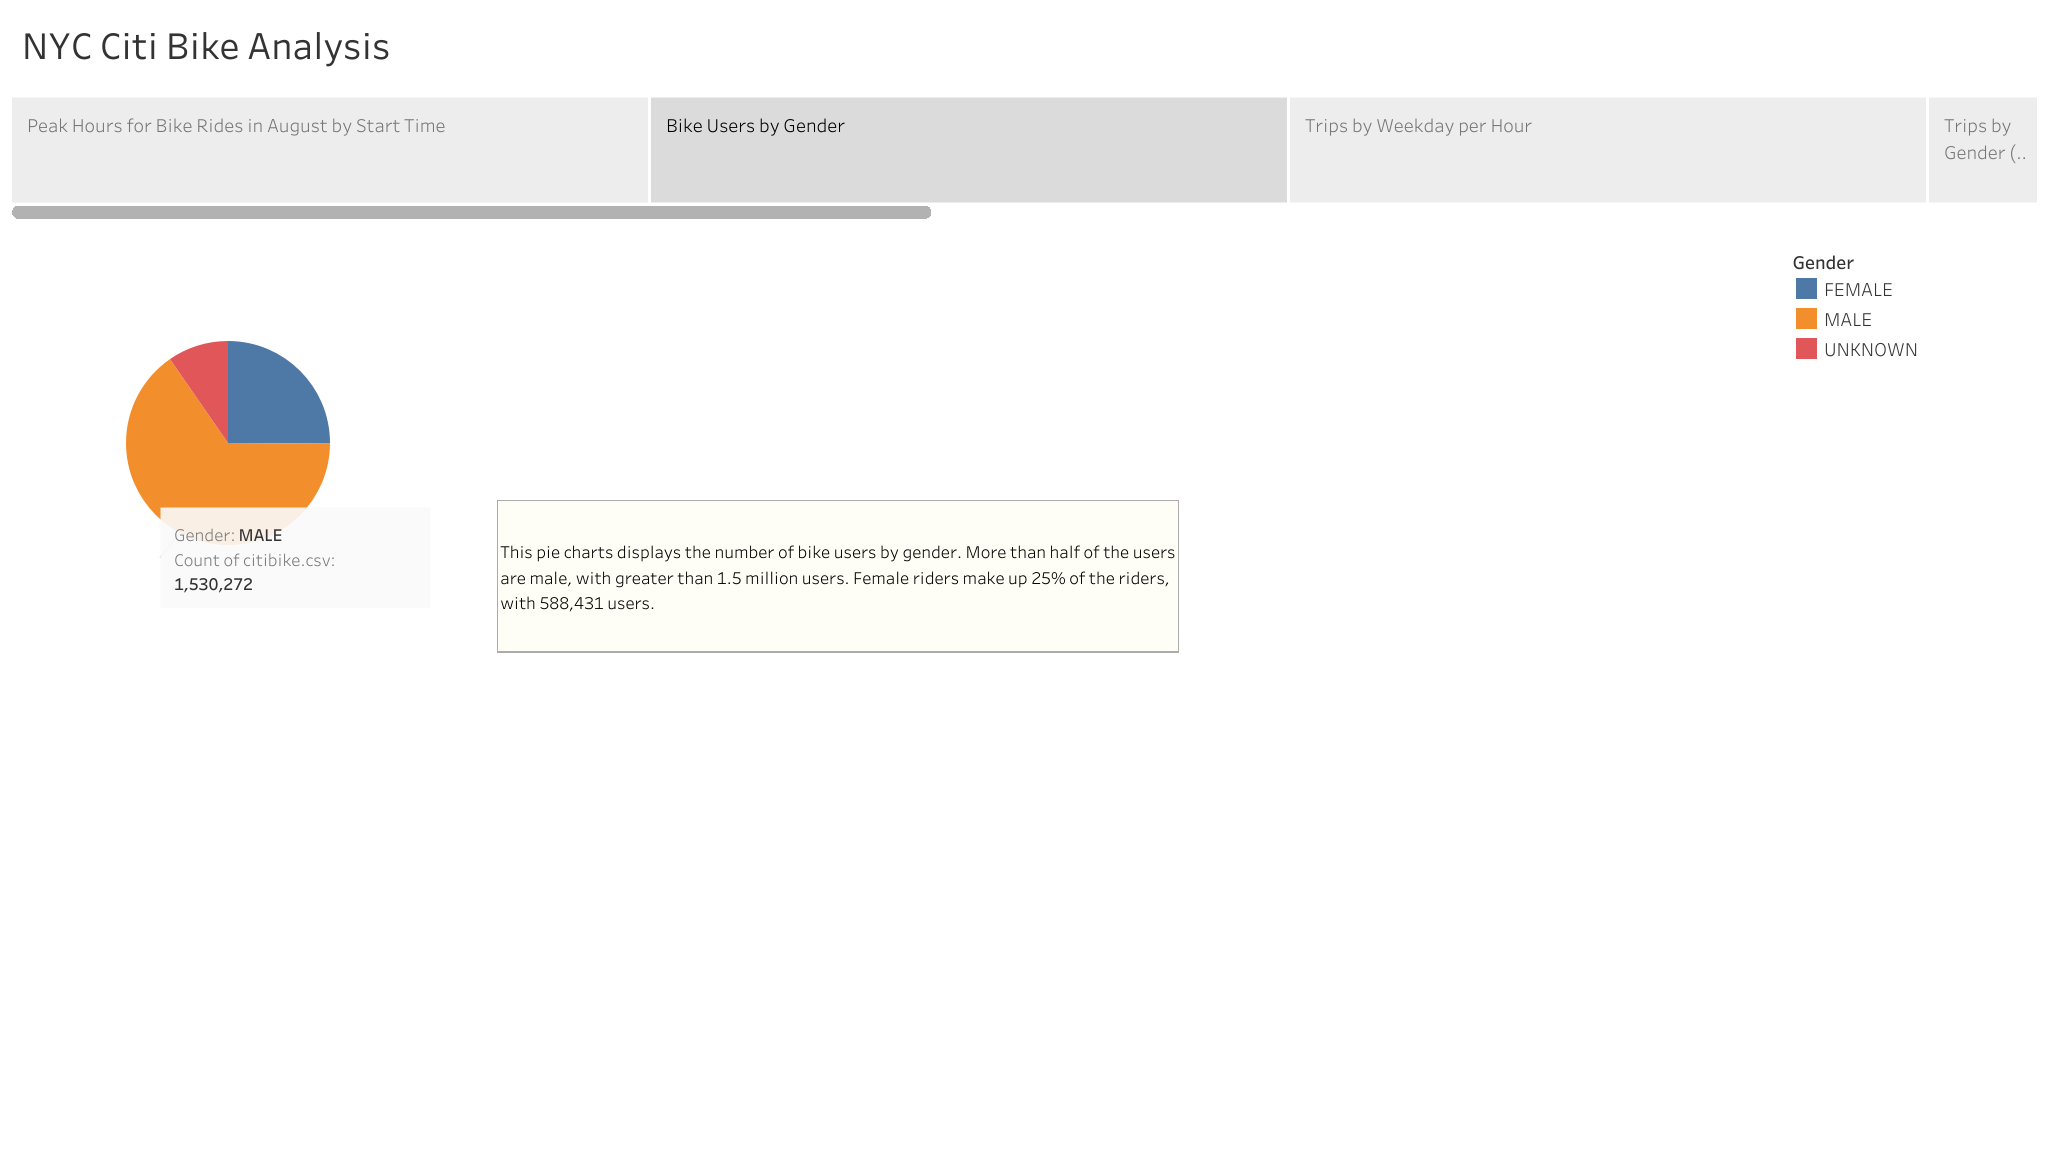 NYC Citi Bike Analysis
Peak Hours for Bike Rides in August by Start Time
Bike Users by Gender
Trips by Weekday per Hour
Trips by
Gender (..
Gender
FEMALE
MALE
UNKNOWN
Gender: MALE
Count of citibike.csv:
1,530,272
This pie charts displays the number of bike users by gender. More than half of the users
are male, with greater than 1.5 million users. Female riders make up 25% of the riders,
with 588,431 users.